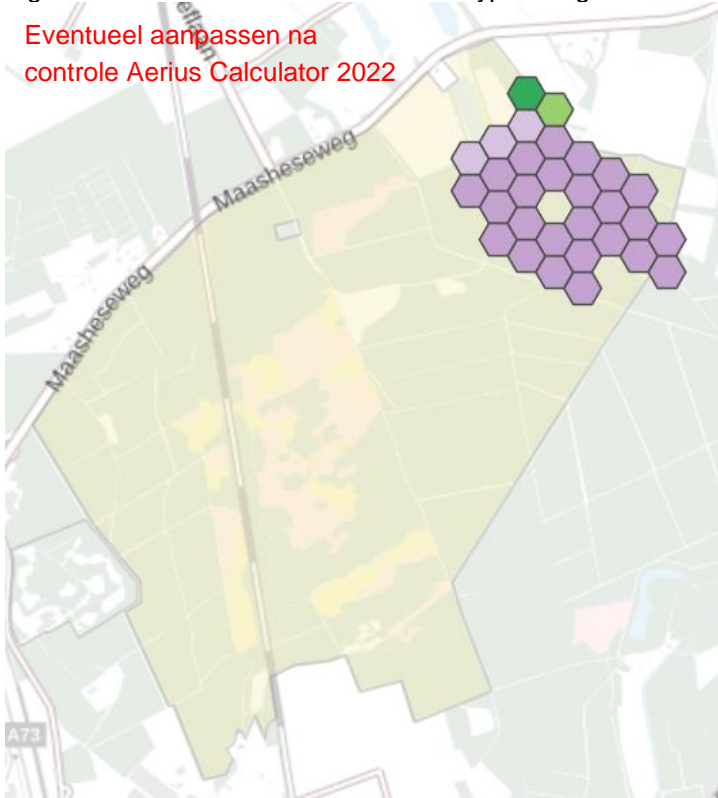 Eventueel aanpassen na
controle Aerius Calculator 2022
Maasheseweg
Maasheseweg
A73